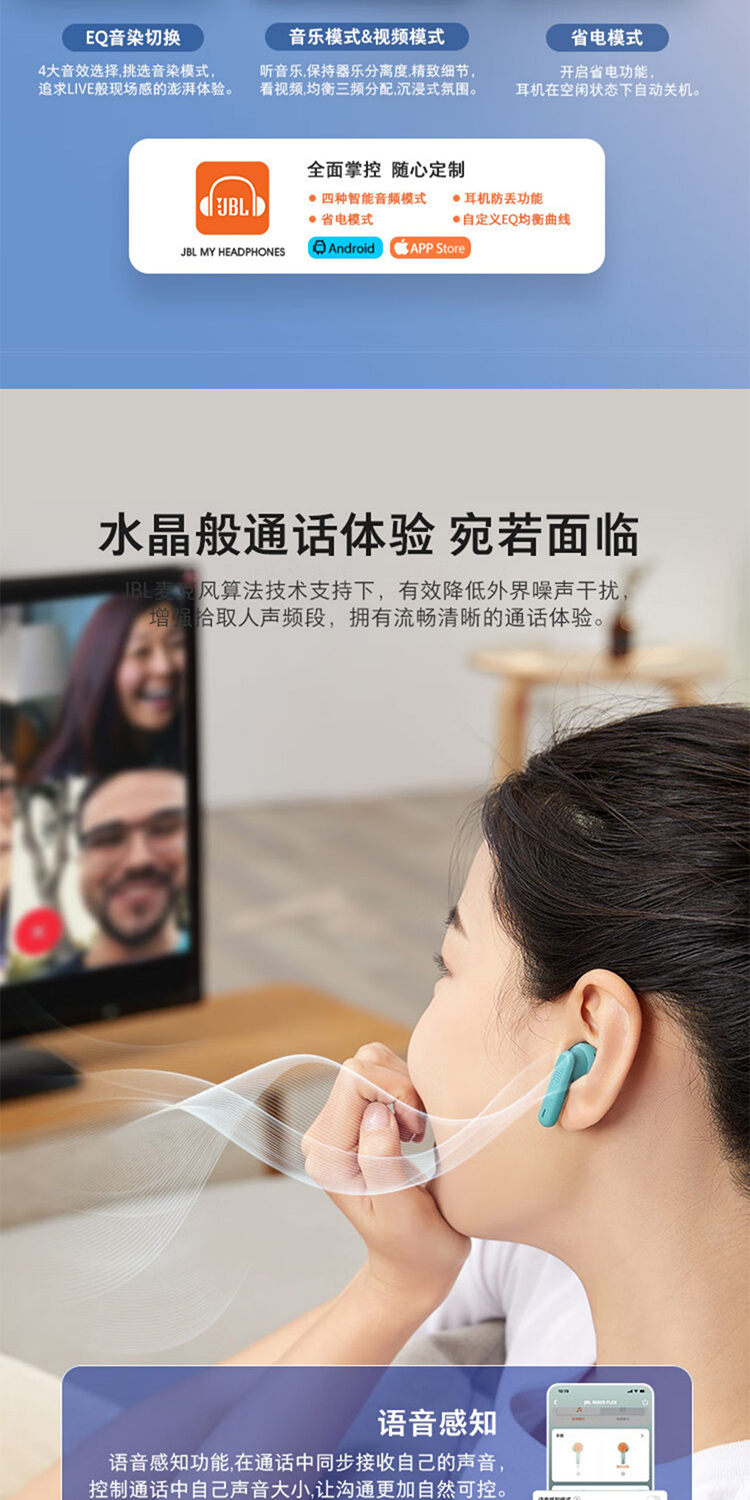 EQ音染切换
音乐模式&视频模式
省电模式
4大音效选择,挑选音染模式，
追求LIVE般现场感的澎湃体验。
听音乐,保持器乐分离度,精致细节，
看视频,均衡三频分配,沉浸式氛围。
开启省电功能，
耳机在空闲状态下自动关机。
JBL
JBL MY HEADPHONES
全面掌控 随心定制
四种智能音频模式
耳机防丢功能
省电模式
自定义EQ均衡曲线
Android
APP Store
水晶般通话体验 宛若面临
JBL麦克风算法技术支持下，有效降低外界噪声干扰，
增强拾取人声频段，拥有流畅清晰的通话体验。
语音感知
语音感知功能,在通话中同步接收自己的声音，
控制通话中自己声音大小,让沟通更加自然可控。
JBL WAVE FLEX